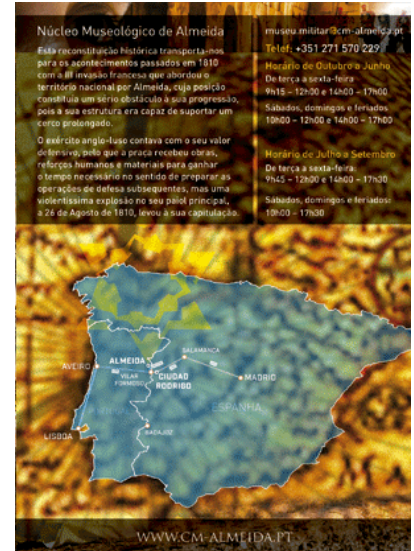 Núcleo Museológico de Almeida
Esta reconstituição histórica transporta-nos
para os acontecimentos passados em 1810
com a III invasão francesa que abordou o
território nacional por Almeida, cuja posição
constituía um sério obstáculo à sua progressão,
pois a sua estrutura era capaz de suportar um
cerco prolongado.
O exército anglo-luso contava com o seu valor
defensivo, pelo que a praça recebeu obras,
reforços humanos e materiais para ganhar
o tempo necessário no sentido de preparar as
operações de defesa subsequentes, mas uma
violentíssima explosão no seu paiol principal,
a 26 de Agosto de 1810, levou à sua capitulação.
museu.militar@cm-almeida.pt
Telef: +351 271 570 229
Horário de Outubro a Junho
De terça a sexta-feira
9h15 – 12h00 e 14h00 – 17h00
Sábados, domingos e feriados
10h00 – 12h00 e 14h00 – 17h00
Horário de Julho a Setembro
De terça a sexta-feira:
9h45 – 12h00 e 14h00 – 17h30
Sábados, domingos e feriados:
10h00 – 17h30
ALMEIDA
SALAMANCA
AVEIRO
VILAR
FORMOSO
CIUDAD
RODRIGO
MADRID
ESPANHA
LISBOA
BADAJOZ
WWW.CM-ALMEIDA.PT